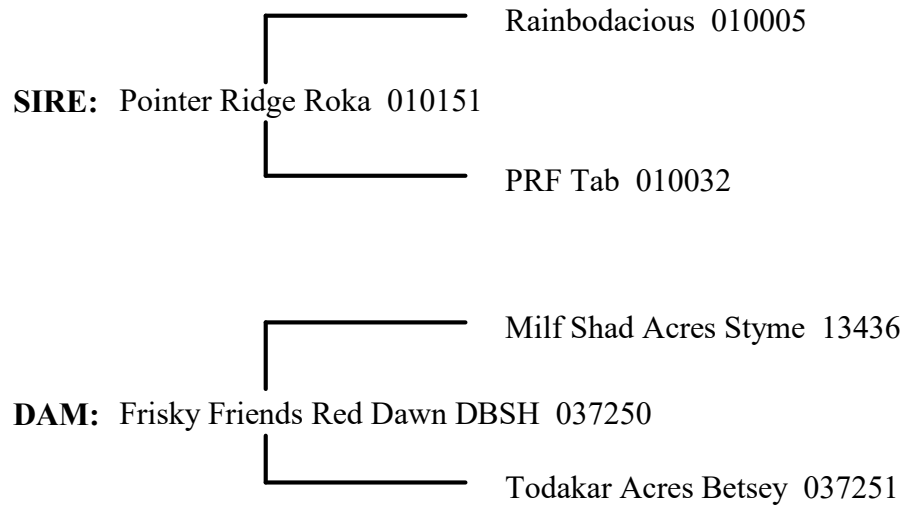 Rainbodacious 010005
SIRE: Pointer Ridge Roka 010151
PRF Tab 010032
Milf Shad Acres Styme 13436
DAM: Frisky Friends Red Dawn DBSH 037250
Todakar Acres Betsey 037251